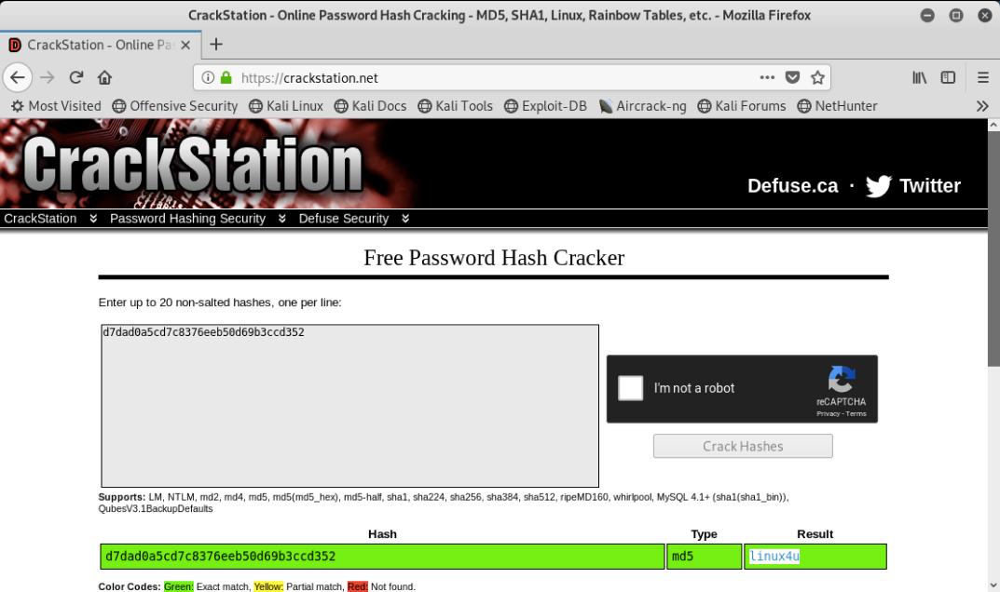 CrackStation - Online Password Hash Cracking - MD5, SHA1, Linux, Rainbow Tables, etc. - Mozilla Firefox
CrackStation - Online Pas
https://crackstation.net
Most Visited Offensive Security Kali Linux Kali Docs Kali Tools Exploit-DB Aircrack-ng Kali Forums NetHunter
CrackStation
Defuse.ca · Twitter
CrackStation Password Hashing Security Defuse Security
Free Password Hash Cracker
Enter up to 20 non-salted hashes, one per line:
d7dad0a5cd7c8376eeb50d69b3ccd352
I'm not a robot
reCAPTCHA
Privacy - Terms
Crack Hashes
Supports: LM, NTLM, md2, md4, md5, md5(md5_hex), md5-half, sha1, sha224, sha256, sha384, sha512, ripeMD160, whirlpool, MySQL 4.1+ (sha1(sha1_bin)),
QubesV3.1BackupDefaults
Hash Type Result
d7dad0a5cd7c8376eeb50d69b3ccd352 md5 linux4u
Color Codes: Green: Exact match, Yellow: Partial match, Red: Not found.